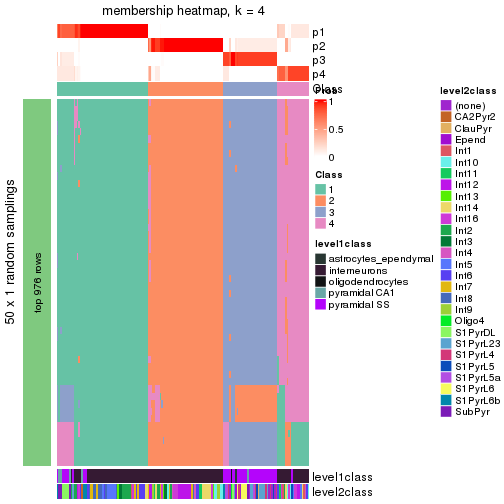 membership heatmap, k = 4
p1
p2
p3
p4
Class
Prob
1
0.5
0
Class
1
2
3
4
level1class
astrocytes_ependymal
interneurons
oligodendrocytes
pyramidal CA1
pyramidal SS
level2class
(none)
CA2Pyr2
ClauPyr
Epend
Int1
Int10
Int11
Int12
Int13
Int14
Int16
Int2
Int3
Int4
Int5
Int6
Int7
Int8
Int9
Oligo4
S1PyrDL
S1PyrL23
S1PyrL4
S1PyrL5
S1PyrL5a
S1PyrL6
S1PyrL6b
SubPyr
50 x 1 random samplings
top 976 rows
level1class
level2class